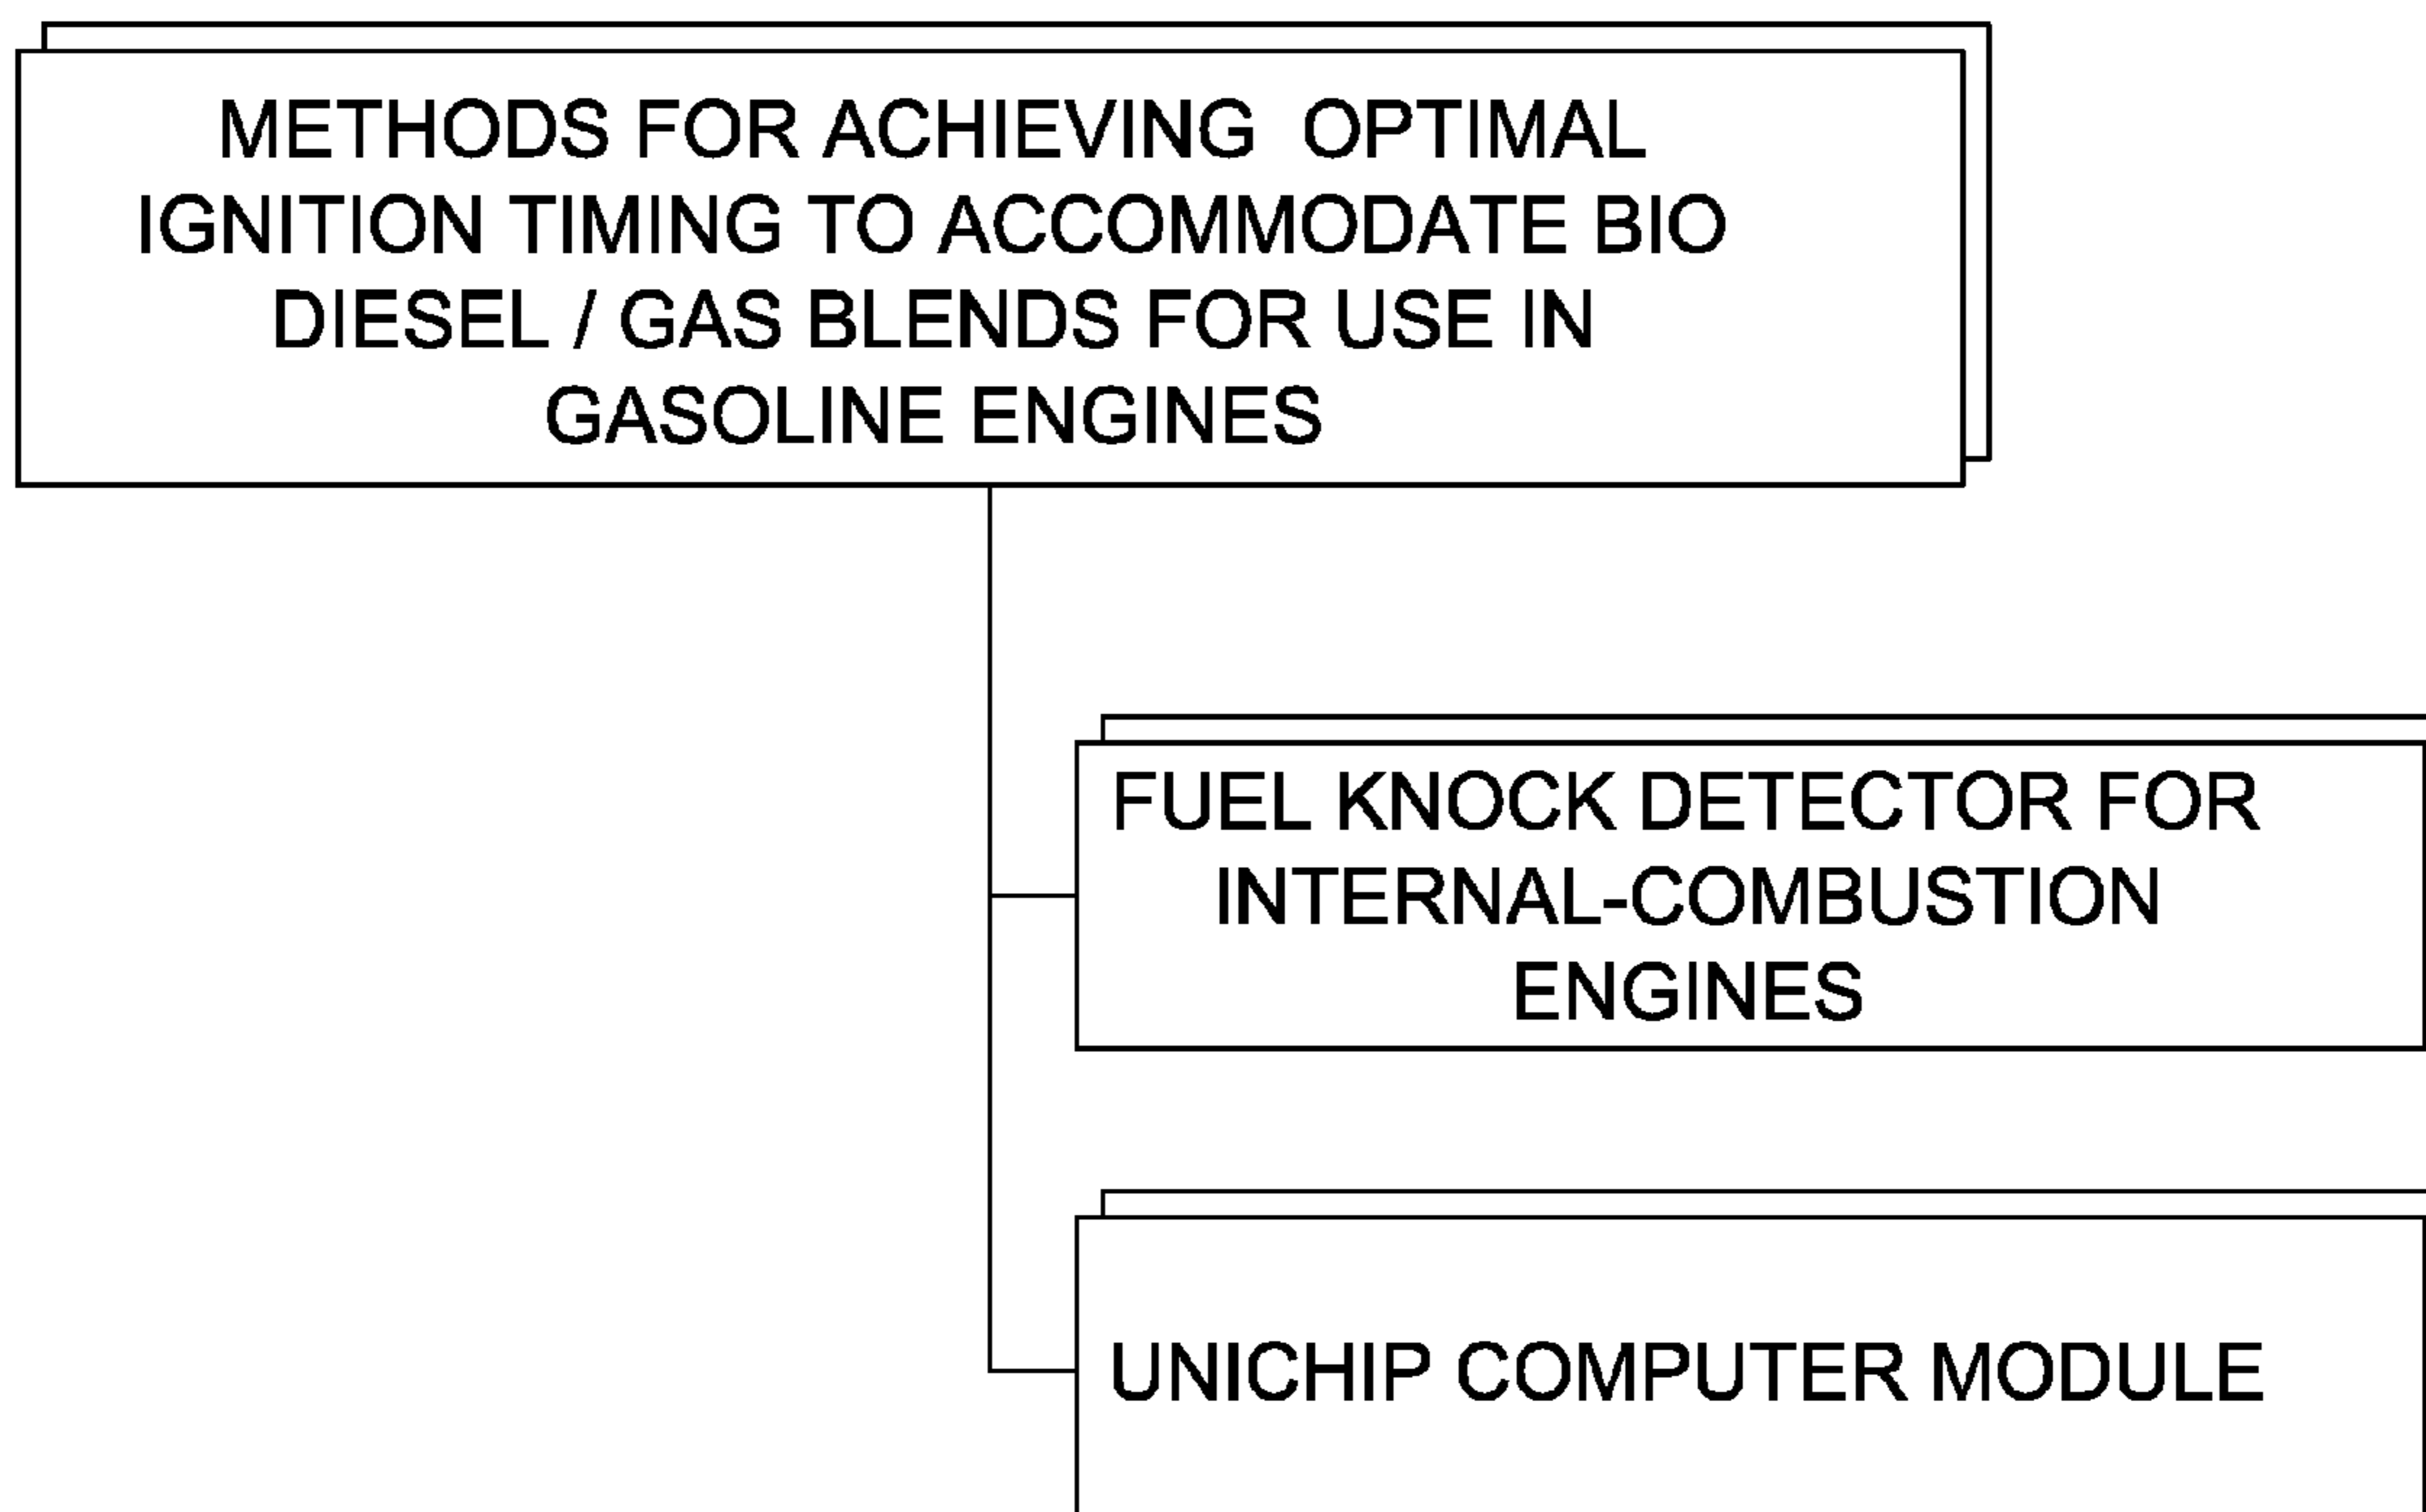 METHODS FOR ACHIEVING OPTIMAL
IGNITION TIMING TO ACCOMMODATE BIO
DIESEL / GAS BLENDS FOR USE IN
GASOLINE ENGINES
FUEL KNOCK DETECTOR FOR
INTERNAL-COMBUSTION
ENGINES
UNICHIP COMPUTER MODULE